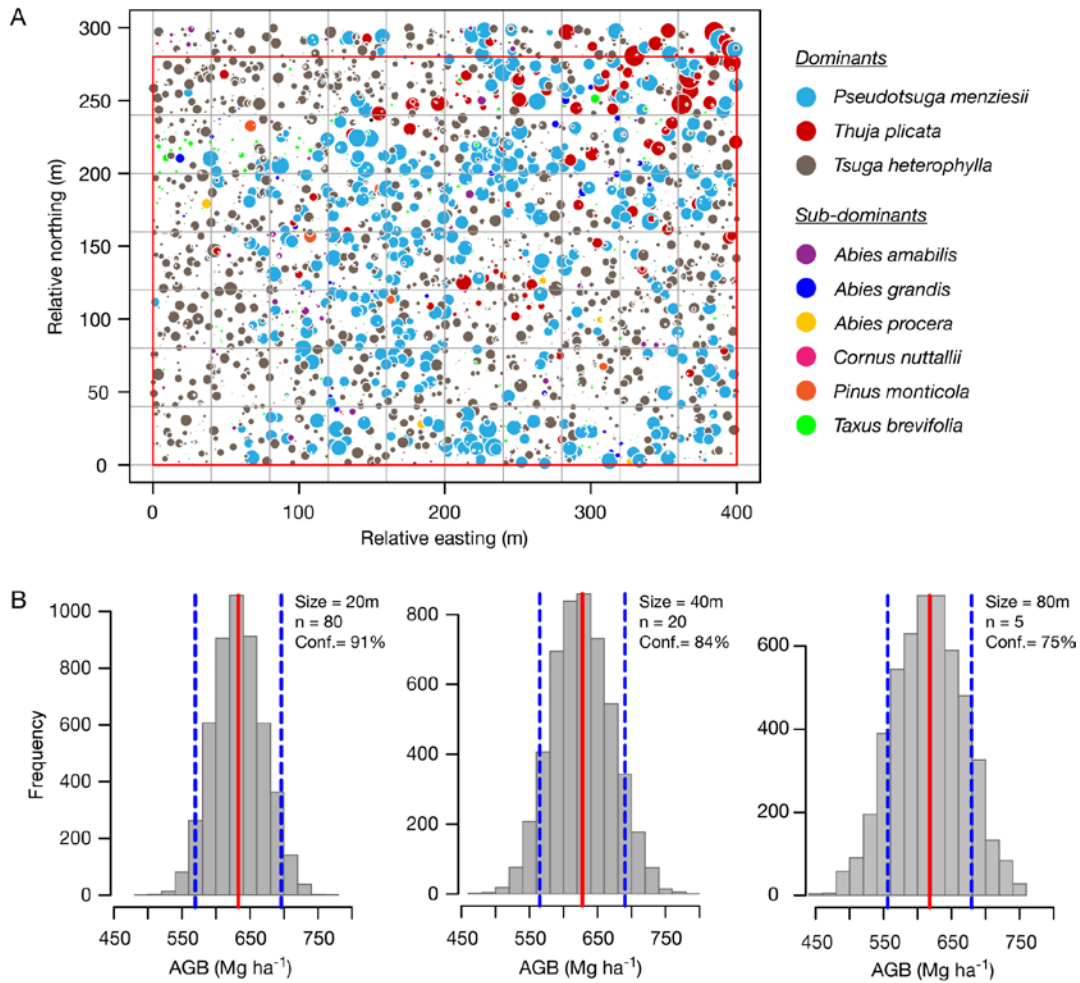 A
300
250
200
150
100
50
0
Relative northing (m)
0
100
200
300
400
Relative easting (m)
Dominants
Pseudotsuga menziesii
Thuja plicata
Tsuga heterophylla
Sub-dominants
Abies amabilis
Abies grandis
Abies procera
Cornus nuttallii
Pinus monticola
Taxus brevifolia
B
Size = 20m
n = 80
Conf.= 91%
1000
800
600
400
200
0
Frequency
450
550
650
750
AGB (Mg ha⁻¹)
Size = 40m
n = 20
Conf.= 84%
800
600
400
200
0
450
550
650
750
AGB (Mg ha⁻¹)
Size = 80m
n = 5
Conf.= 75%
600
400
200
0
450
550
650
750
AGB (Mg ha⁻¹)